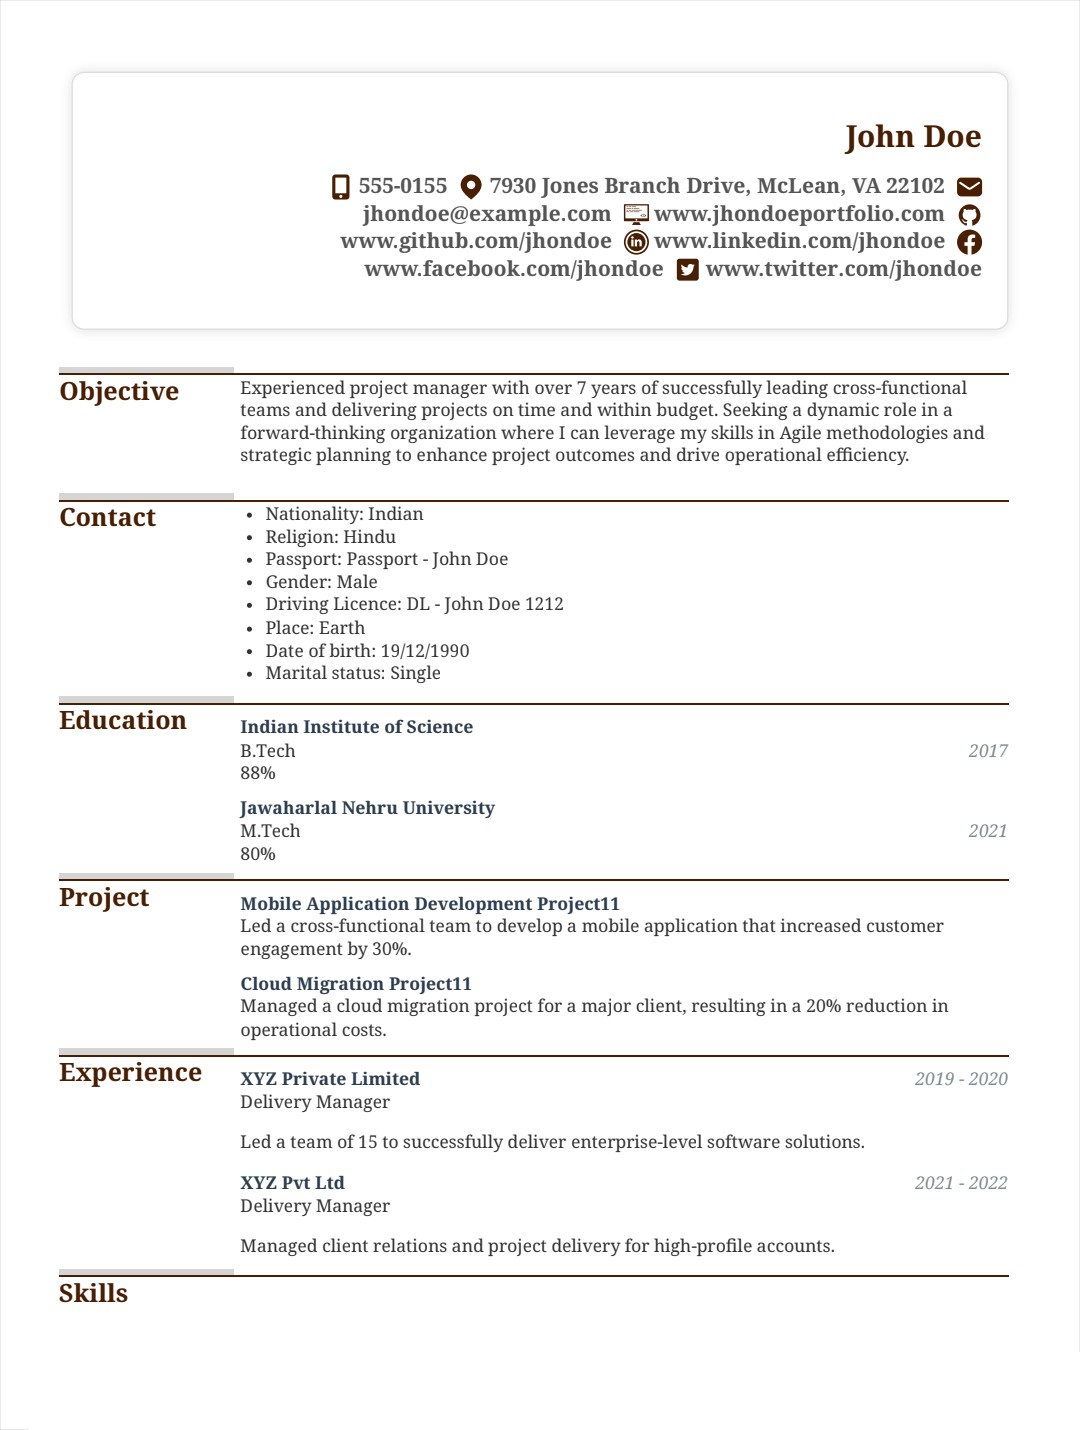 John Doe
555-0155 7930 Jones Branch Drive, McLean, VA 22102
jhondoe@example.com www.jhondoeportfolio.com
www.github.com/jhondoe www.linkedin.com/jhondoe
www.facebook.com/jhondoe www.twitter.com/jhondoe
Objective
Experienced project manager with over 7 years of successfully leading cross-functional
teams and delivering projects on time and within budget. Seeking a dynamic role in a
forward-thinking organization where I can leverage my skills in Agile methodologies and
strategic planning to enhance project outcomes and drive operational efficiency.
Contact
• Nationality: Indian
• Religion: Hindu
• Passport: Passport - John Doe
• Gender: Male
• Driving Licence: DL - John Doe 1212
• Place: Earth
• Date of birth: 19/12/1990
• Marital status: Single
Education
Indian Institute of Science
B.Tech 2017
88%
Jawaharlal Nehru University
M.Tech 2021
80%
Project
Mobile Application Development Project11
Led a cross-functional team to develop a mobile application that increased customer
engagement by 30%.
Cloud Migration Project11
Managed a cloud migration project for a major client, resulting in a 20% reduction in
operational costs.
Experience
XYZ Private Limited 2019 - 2020
Delivery Manager
Led a team of 15 to successfully deliver enterprise-level software solutions.
XYZ Pvt Ltd 2021 - 2022
Delivery Manager
Managed client relations and project delivery for high-profile accounts.
Skills